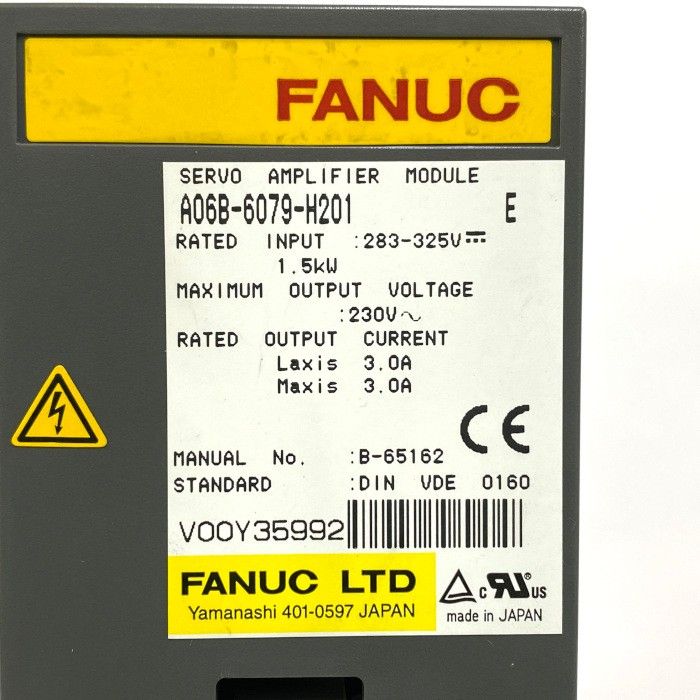 FANUC
SERVO AMPLIFIER MODULE
A06B-6079-H201 E
RATED INPUT :283-325V⎓
1.5kW
MAXIMUM OUTPUT VOLTAGE
:230V～
RATED OUTPUT CURRENT
Laxis 3.0A
Maxis 3.0A
CE
MANUAL No. :B-65162
STANDARD :DIN VDE 0160
V00Y35992
FANUC LTD
Yamanashi 401-0597 JAPAN
c RU US
made in JAPAN